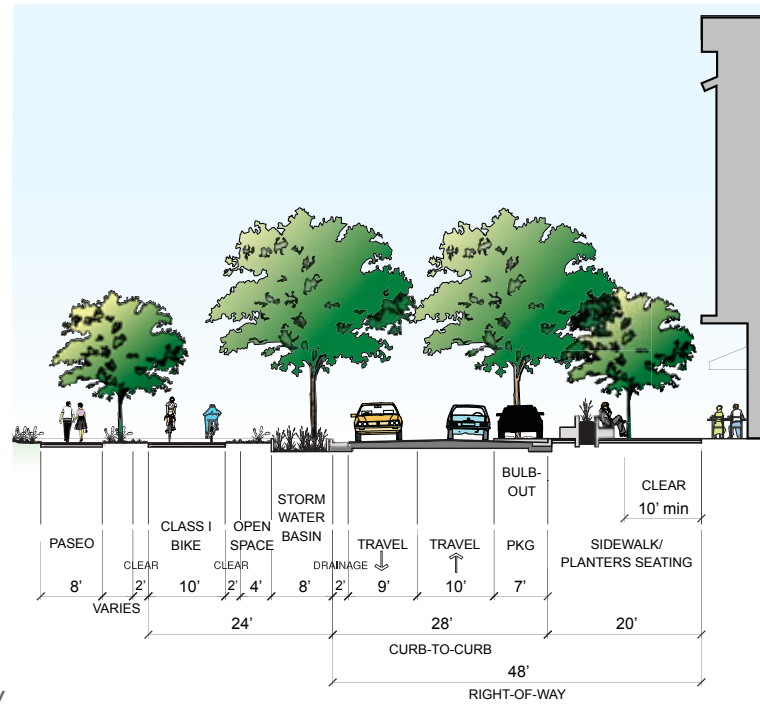 BULB-
OUT
CLEAR
10' min
STORM
WATER
BASIN
CLASS I
BIKE
OPEN
SPACE
PASEO
TRAVEL
TRAVEL
PKG
SIDEWALK/
PLANTERS SEATING
CLEAR
CLEAR
DRAINAGE
8'
2'
10'
2'
4'
8'
2'
9'
10'
7'
VARIES
24'
28'
20'
CURB-TO-CURB
48'
RIGHT-OF-WAY